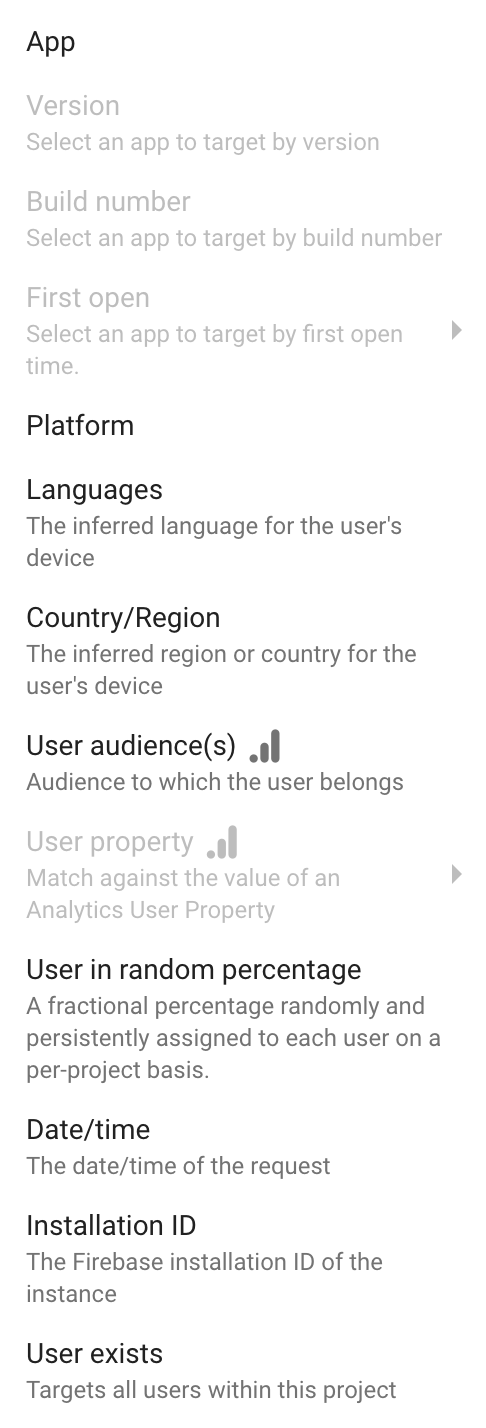 App
Version
Select an app to target by version
Build number
Select an app to target by build number
First open
Select an app to target by first open
time.
Platform
Languages
The inferred language for the user's
device
Country/Region
The inferred region or country for the
user's device
User audience(s)
Audience to which the user belongs
User property
Match against the value of an
Analytics User Property
User in random percentage
A fractional percentage randomly and
persistently assigned to each user on a
per-project basis.
Date/time
The date/time of the request
Installation ID
The Firebase installation ID of the
instance
User exists
Targets all users within this project